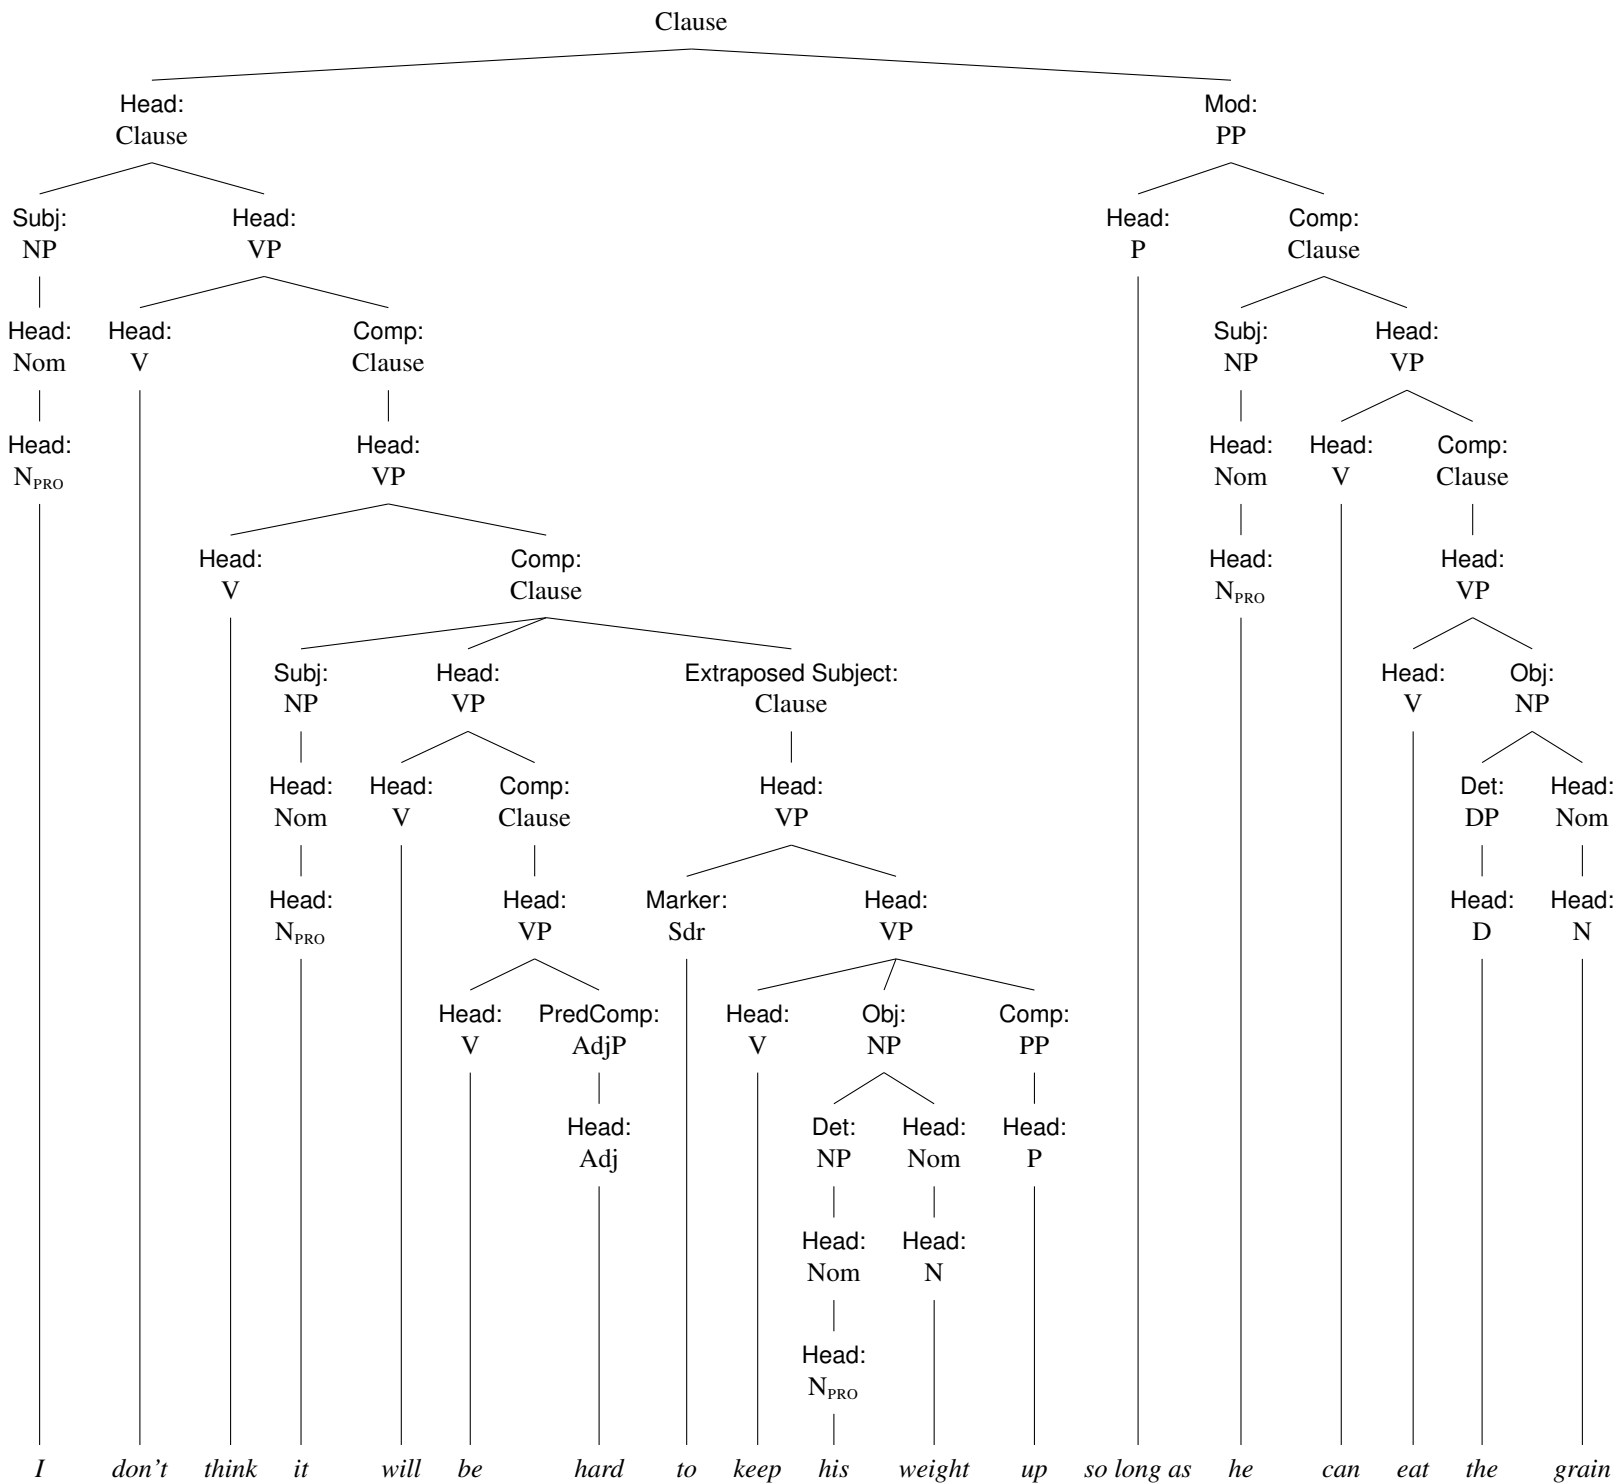 Clause
Head: Mod:
Clause PP
Subj: Head: Head: Comp:
NP VP P Clause
Head: Head: Comp: Subj: Head:
Nom V Clause NP VP
Head: Head: Head: Head: Comp:
N_PRO VP Nom V Clause
Head: Comp: Head: Head:
V Clause N_PRO VP
Subj: Head: Extraposed Subject: Head: Obj:
NP VP Clause V NP
Head: Head: Comp: Head: Det: Head:
Nom V Clause VP DP Nom
Head: Head: Marker: Head: Head: Head:
N_PRO VP Sdr VP D N
Head: PredComp: Head: Obj: Comp:
V AdjP V NP PP
Head: Det: Head: Head:
Adj NP Nom P
Head: Head:
Nom N
Head:
N_PRO
I don't think it will be hard to keep his weight up so long as he can eat the grain